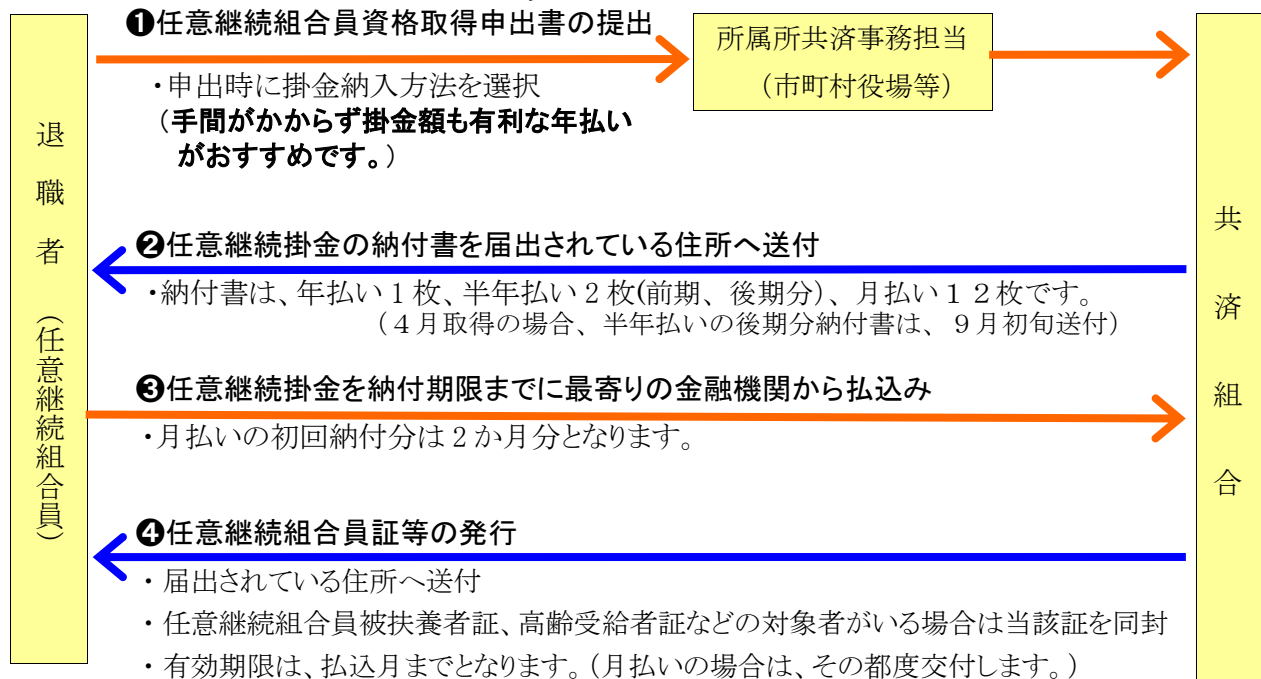 ❶任意継続組合員資格取得申出書の提出
所属所共済事務担当
（市町村役場等）
・申出時に掛金納入方法を選択
（手間がかからず掛金額も有利な年払い
がおすすめです。）
退職者（任意継続組合員）
共済組合
❷任意継続掛金の納付書を届出されている住所へ送付
・納付書は、年払い１枚、半年払い２枚(前期、後期分)、月払い１２枚です。
（４月取得の場合、半年払いの後期分納付書は、９月初旬送付）
❸任意継続掛金を納付期限までに最寄りの金融機関から払込み
・月払いの初回納付分は２か月分となります。
❹任意継続組合員証等の発行
・届出されている住所へ送付
・任意継続組合員被扶養者証、高齢受給者証などの対象者がいる場合は当該証を同封
・有効期限は、払込月までとなります。（月払いの場合は、その都度交付します。）